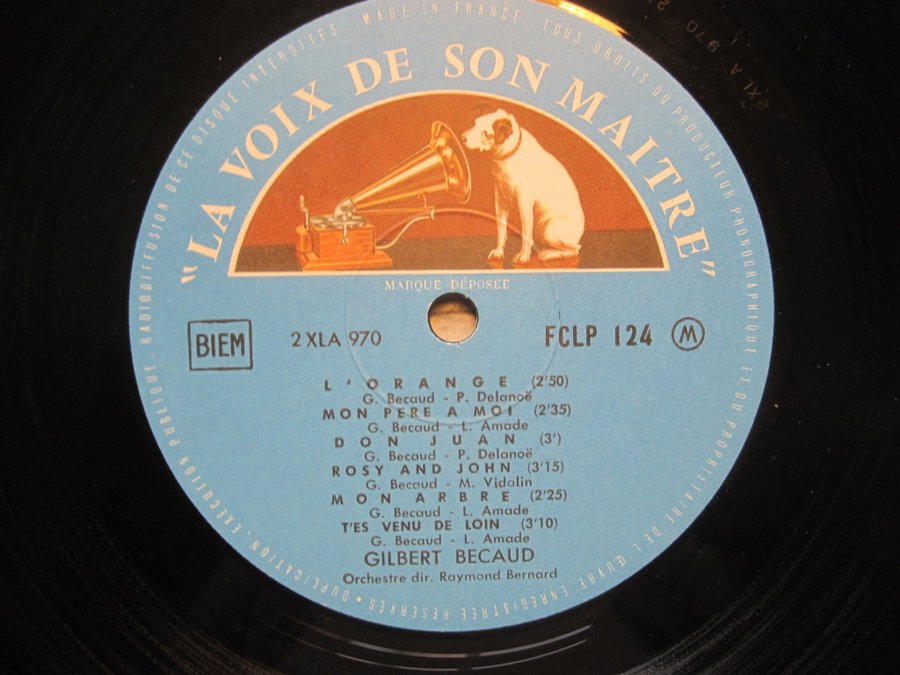 MADE IN FRANCE • TOUS DROITS DU PRODUCTEUR PHONOGRAPHIQUE ET DU PROPRIETAIRE DE L'ŒUVRE ENREGISTREE RESERVES • DUPLICATION, EXECUTION PUBLIQUE • RADIODIFFUSION DE CE DISQUE INTERDITES
"LA VOIX DE SON MAITRE"
MARQUE DÉPOSÉE
BIEM 2 XLA 970 FCLP 124 M
L'ORANGE (2'50)
G. Becaud - P. Delanoë
MON PERE A MOI (2'35)
G. Becaud - L. Amade
DON JUAN (3')
G. Becaud - P. Delanoë
ROSY AND JOHN (3'15)
G. Becaud - M. Vidalin
MON ARBRE (2'25)
G. Becaud - L. Amade
T'ES VENU DE LOIN (3'10)
G. Becaud - L. Amade
GILBERT BECAUD
Orchestre dir. Raymond Bernard